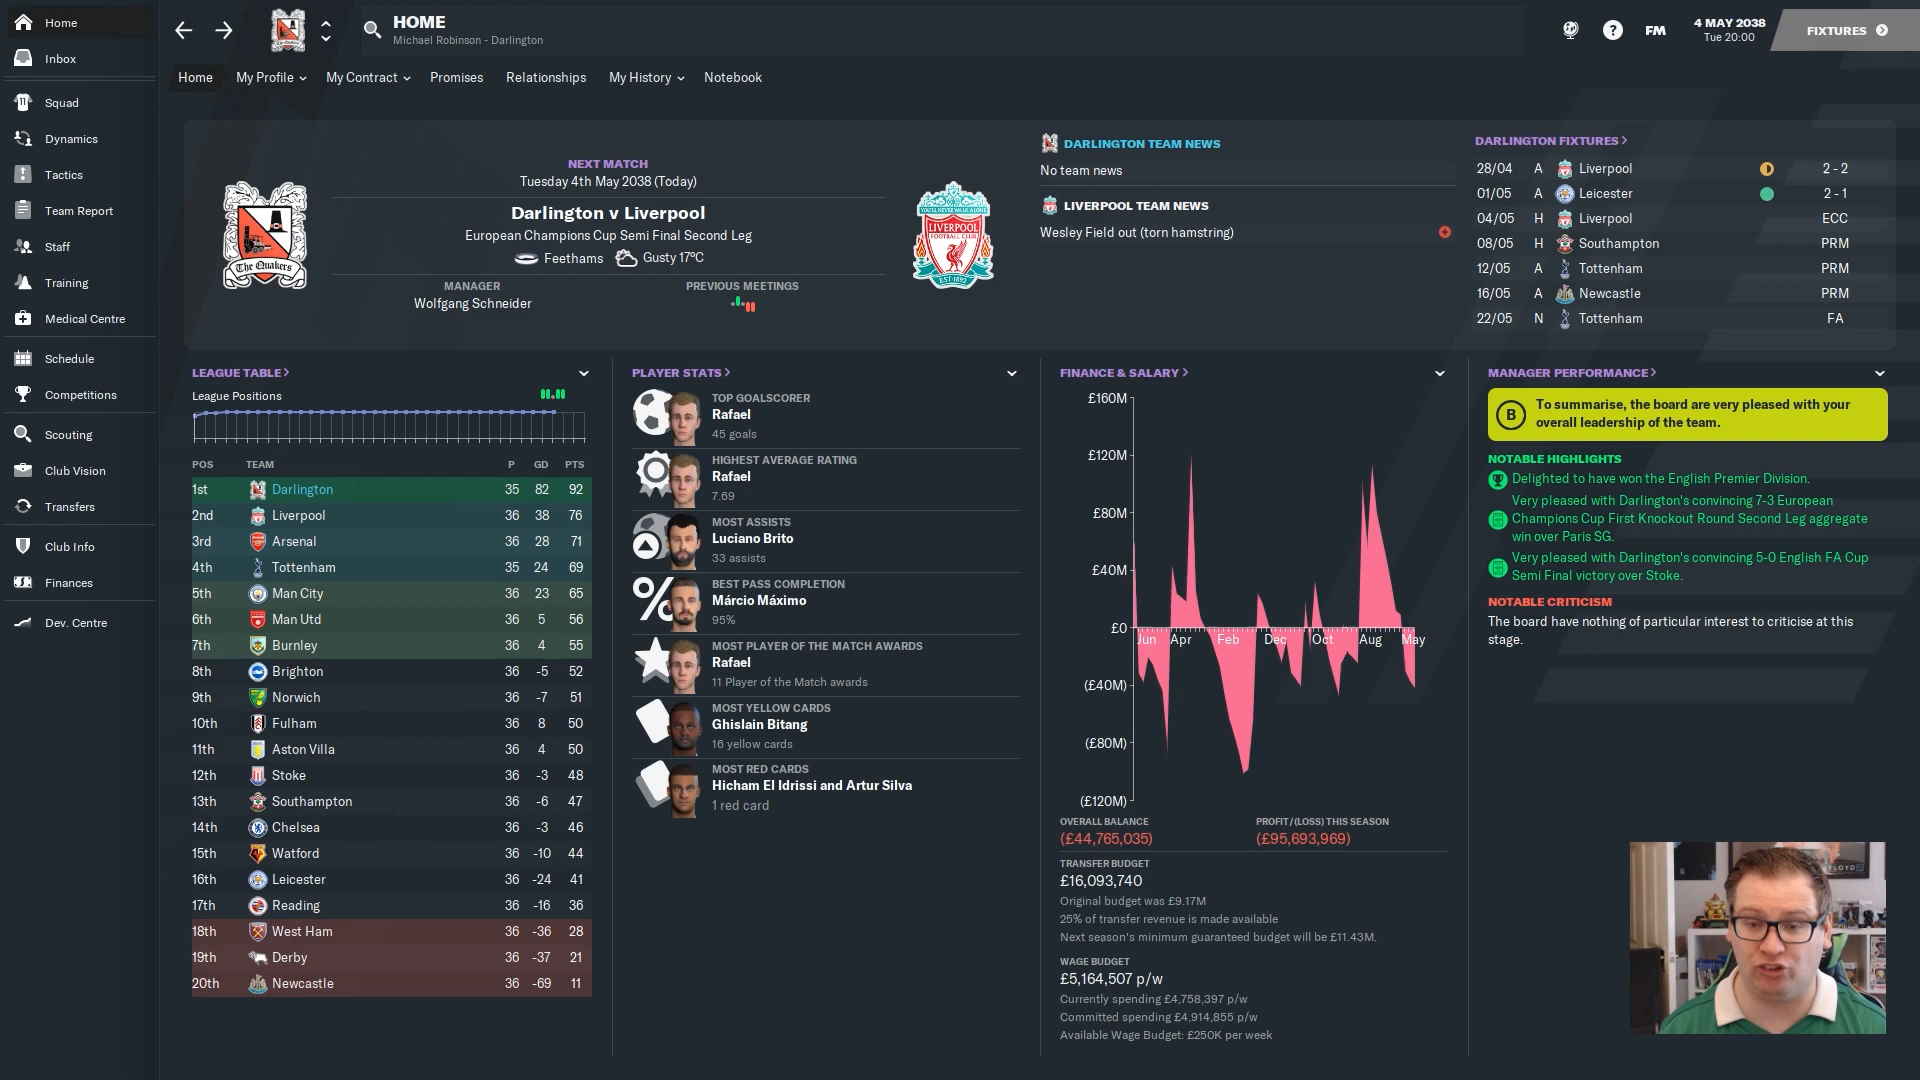 Home
Inbox
Squad
Dynamics
Tactics
Team Report
Staff
Training
Medical Centre
Schedule
Competitions
Scouting
Club Vision
Transfers
Club Info
Finances
Dev. Centre
HOME
Michael Robinson - Darlington
FM
4 MAY 2038
Tue 20:00
FIXTURES
Home My Profile My Contract Promises Relationships My History Notebook
NEXT MATCH
Tuesday 4th May 2038 (Today)
Darlington v Liverpool
European Champions Cup Semi Final Second Leg
Feethams Gusty 17ºC
MANAGER
Wolfgang Schneider
PREVIOUS MEETINGS
The Quakers
YOU'LL NEVER WALK ALONE
LIVERPOOL
FOOTBALL CLUB
EST·1892
DARLINGTON TEAM NEWS
No team news
LIVERPOOL TEAM NEWS
Wesley Field out (torn hamstring)
DARLINGTON FIXTURES
28/04 A Liverpool 2 - 2
01/05 A Leicester 2 - 1
04/05 H Liverpool ECC
08/05 H Southampton PRM
12/05 A Tottenham PRM
16/05 A Newcastle PRM
22/05 N Tottenham FA
LEAGUE TABLE
League Positions
POS TEAM P GD PTS
1st Darlington 35 82 92
2nd Liverpool 36 38 76
3rd Arsenal 36 28 71
4th Tottenham 35 24 69
5th Man City 36 23 65
6th Man Utd 36 5 56
7th Burnley 36 4 55
8th Brighton 36 -5 52
9th Norwich 36 -7 51
10th Fulham 36 8 50
11th Aston Villa 36 4 50
12th Stoke 36 -3 48
13th Southampton 36 -6 47
14th Chelsea 36 -3 46
15th Watford 36 -10 44
16th Leicester 36 -24 41
17th Reading 36 -16 36
18th West Ham 36 -36 28
19th Derby 36 -37 21
20th Newcastle 36 -69 11
PLAYER STATS
TOP GOALSCORER
Rafael
45 goals
HIGHEST AVERAGE RATING
Rafael
7.69
MOST ASSISTS
Luciano Brito
33 assists
BEST PASS COMPLETION
Márcio Máximo
95%
MOST PLAYER OF THE MATCH AWARDS
Rafael
11 Player of the Match awards
MOST YELLOW CARDS
Ghislain Bitang
16 yellow cards
MOST RED CARDS
Hicham El Idrissi and Artur Silva
1 red card
FINANCE & SALARY
£160M
£120M
£80M
£40M
£0
Jun Apr Feb Dec Oct Aug May
(£40M)
(£80M)
(£120M)
OVERALL BALANCE
(£44,765,035)
PROFIT/(LOSS) THIS SEASON
(£95,693,969)
TRANSFER BUDGET
£16,093,740
Original budget was £9.17M
25% of transfer revenue is made available
Next season's minimum guaranteed budget will be £11.43M.
WAGE BUDGET
£5,164,507 p/w
Currently spending £4,758,397 p/w
Committed spending £4,914,855 p/w
Available Wage Budget: £250K per week
MANAGER PERFORMANCE
B
To summarise, the board are very pleased with your
overall leadership of the team.
NOTABLE HIGHLIGHTS
Delighted to have won the English Premier Division.
Very pleased with Darlington's convincing 7-3 European
Champions Cup First Knockout Round Second Leg aggregate
win over Paris SG.
Very pleased with Darlington's convincing 5-0 English FA Cup
Semi Final victory over Stoke.
NOTABLE CRITICISM
The board have nothing of particular interest to criticise at this
stage.